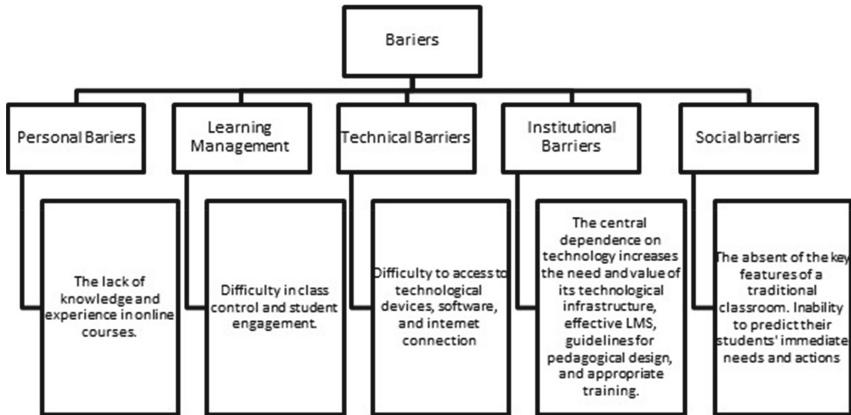 Bariers
Personal Bariers
Learning
Management
Technical Barriers
Institutional
Barriers
Social barriers
The lack of
knowledge and
experience in online
courses.
Difficulty in class
control and student
engagement.
Difficulty to access to
technological
devices, software,
and internet
connection
The central
dependence on
technology increases
the need and value of
its technological
infrastructure,
effective LMS,
guidelines for
pedagogical design,
and appropriate
training.
The absent of the key
features of a
traditional
classroom. Inability
to predict their
students' immediate
needs and actions